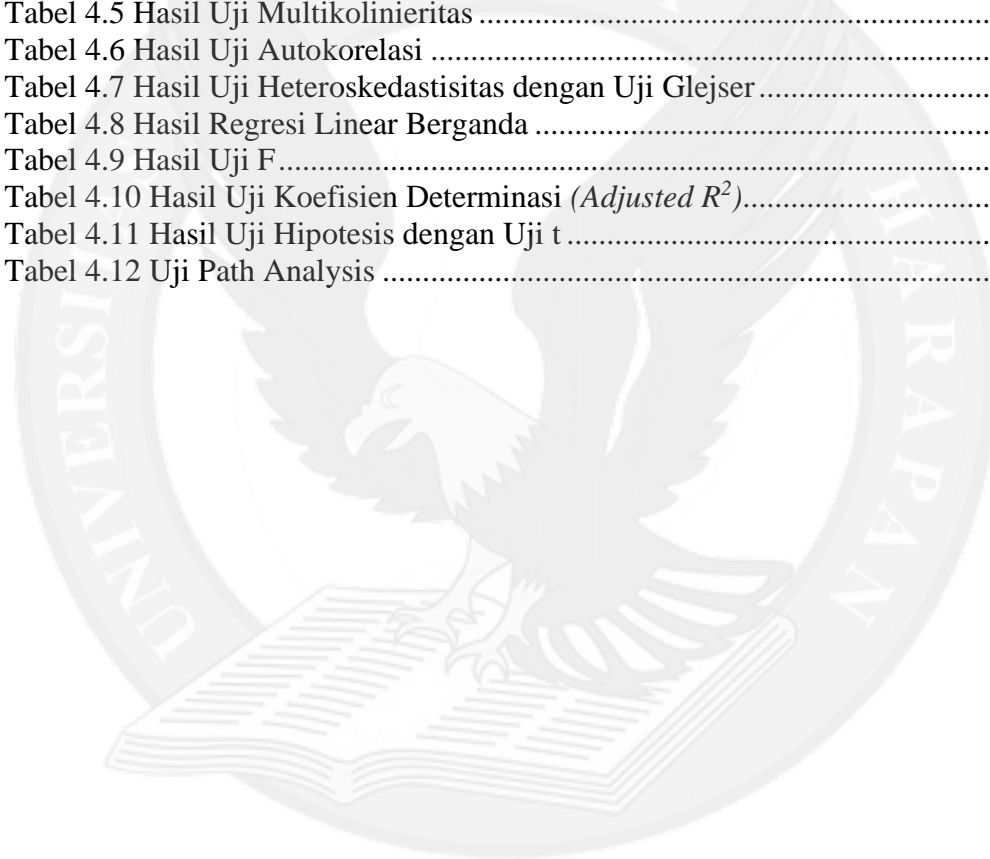 Tabel 4.5 Hasil Uji Multikolinieritas ................................................................
Tabel 4.6 Hasil Uji Autokorelasi ......................................................................
Tabel 4.7 Hasil Uji Heteroskedastisitas dengan Uji Glejser .............................
Tabel 4.8 Hasil Regresi Linear Berganda .........................................................
Tabel 4.9 Hasil Uji F.........................................................................................
Tabel 4.10 Hasil Uji Koefisien Determinasi (Adjusted R²)...............................
Tabel 4.11 Hasil Uji Hipotesis dengan Uji t .....................................................
Tabel 4.12 Uji Path Analysis ............................................................................
UNIVERSI
HARAPAN